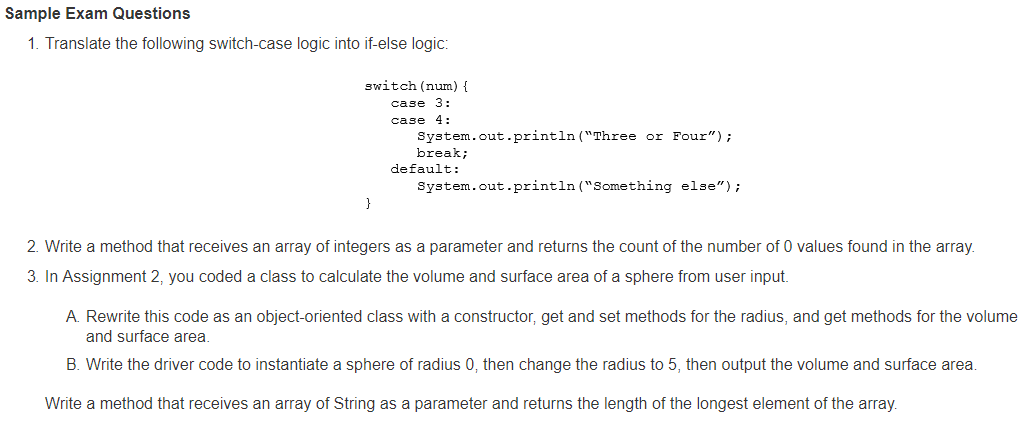 Sample Exam Questions
1. Translate the following switch-case logic into if-else logic:
switch(num){
case 3:
case 4:
System.out.println(“Three or Four”);
break;
default:
System.out.println(“Something else”);
}
2. Write a method that receives an array of integers as a parameter and returns the count of the number of 0 values found in the array.
3. In Assignment 2, you coded a class to calculate the volume and surface area of a sphere from user input.
A. Rewrite this code as an object-oriented class with a constructor, get and set methods for the radius, and get methods for the volume
and surface area.
B. Write the driver code to instantiate a sphere of radius 0, then change the radius to 5, then output the volume and surface area.
Write a method that receives an array of String as a parameter and returns the length of the longest element of the array.